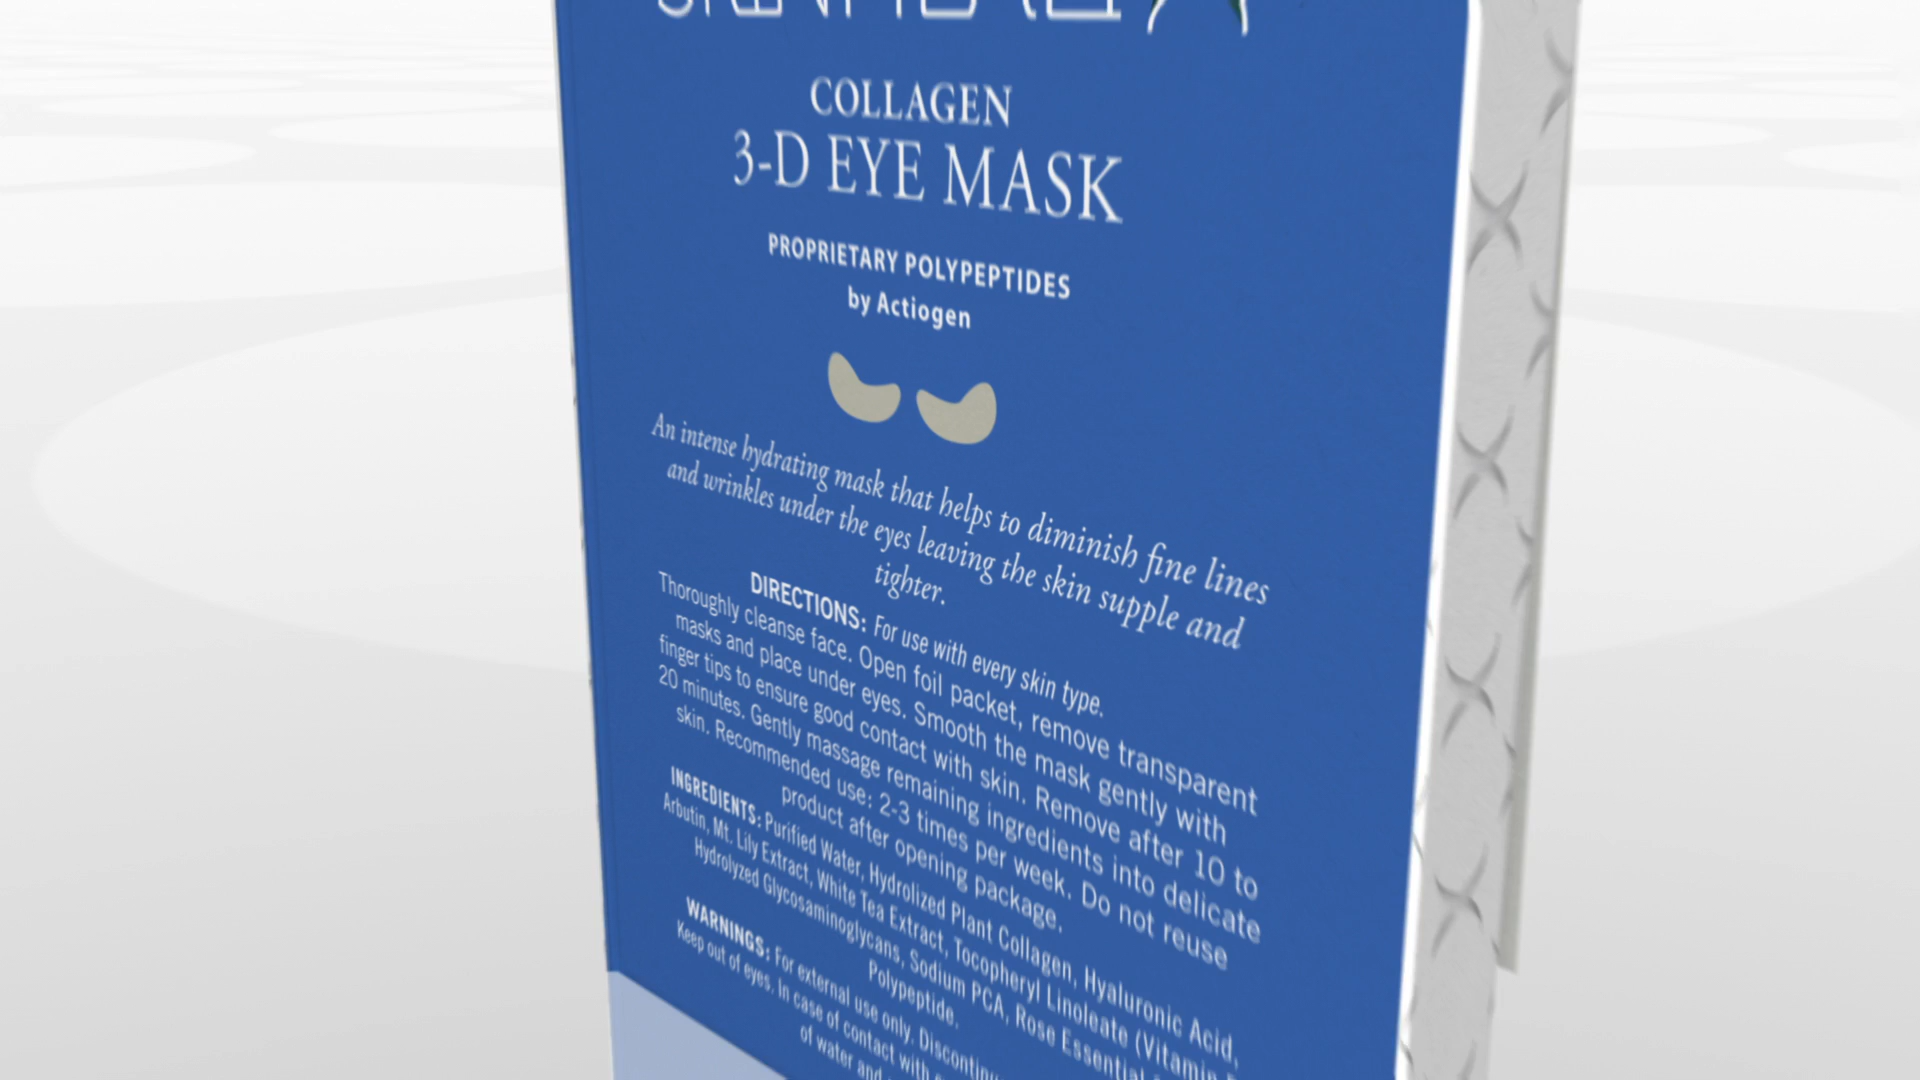 COLLAGEN
3-D EYE MASK
PROPRIETARY POLYPEPTIDES
by Actiogen
An intense hydrating mask that helps to diminish fine lines
and wrinkles under the eyes leaving the skin supple and
tighter.
DIRECTIONS: For use with every skin type.
Thoroughly cleanse face. Open foil packet, remove transparent
masks and place under eyes. Smooth the mask gently with
finger tips to ensure good contact with skin. Remove after 10 to
20 minutes. Gently massage remaining ingredients into delicate
skin. Recommended use: 2-3 times per week. Do not reuse
product after opening package.
INGREDIENTS: Purified Water, Hydrolized Plant Collagen, Hyaluronic Acid,
Arbutin, Mt. Lily Extract, White Tea Extract, Tocopheryl Linoleate (Vitamin
Hydrolyzed Glycosaminoglycans, Sodium PCA, Rose Essential
Polypeptide.
WARNINGS: For external use only. Discontinu
Keep out of eyes. In case of contact with
of water and